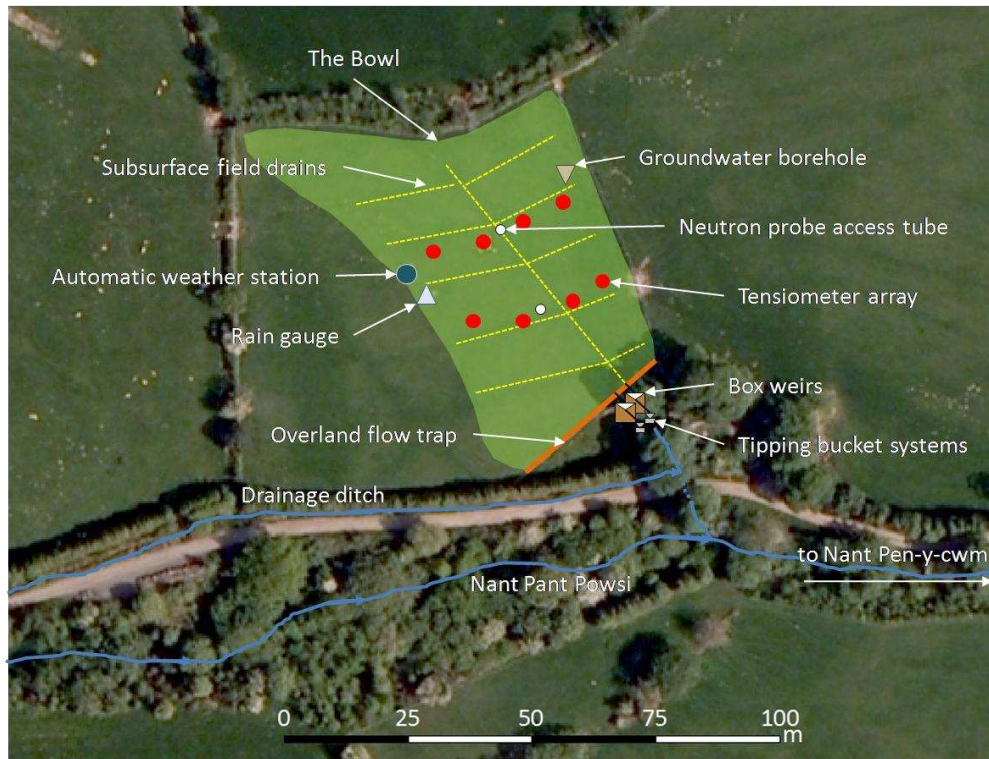 The Bowl
Subsurface field drains
Groundwater borehole
Neutron probe access tube
Automatic weather station
Tensiometer array
Rain gauge
Box weirs
Overland flow trap
Tipping bucket systems
Drainage ditch
to Nant Pen-y-cwm
Nant Pant Powsi
0 25 50 75 100
m